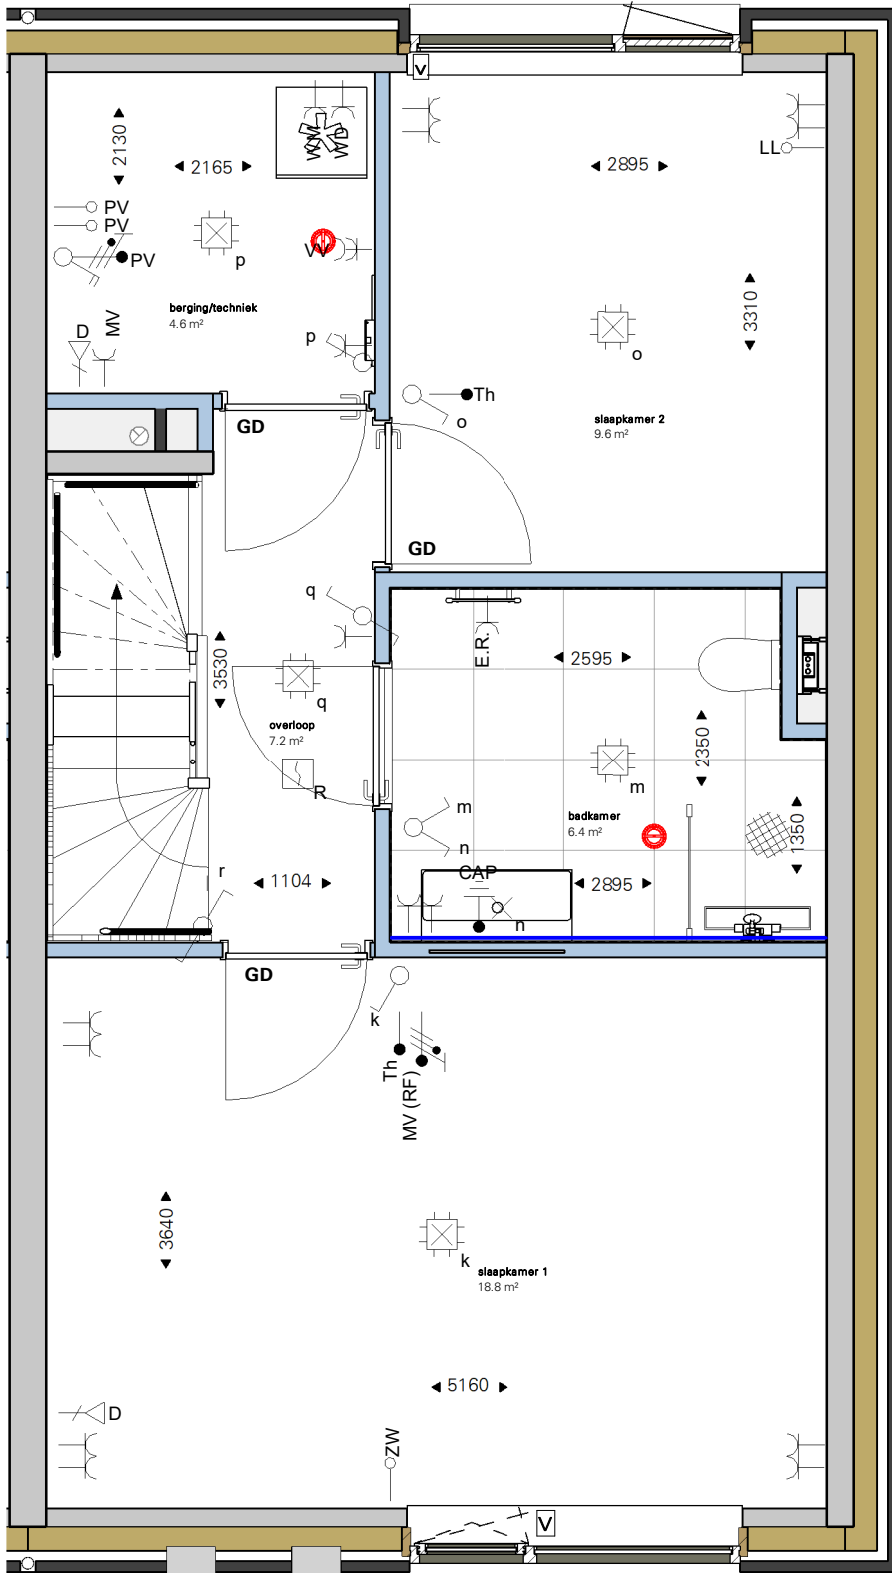 V
2130
2165
WM
WD
2895
LL
PV
PV
PV
p
VV
berging/techniek
4.6 m²
3310
D
MV
p
o
Th
o
slaapkamer 2
9.6 m²
GD
GD
q
3530
E.R.
2595
q
overloop
7.2 m²
2350
R
m
m
badkamer
6.4 m²
1350
n
r
CAP
1104
2895
n
GD
k
Th
MV (RF)
3640
k
slaapkamer 1
18.8 m²
5160
D
ZW
V